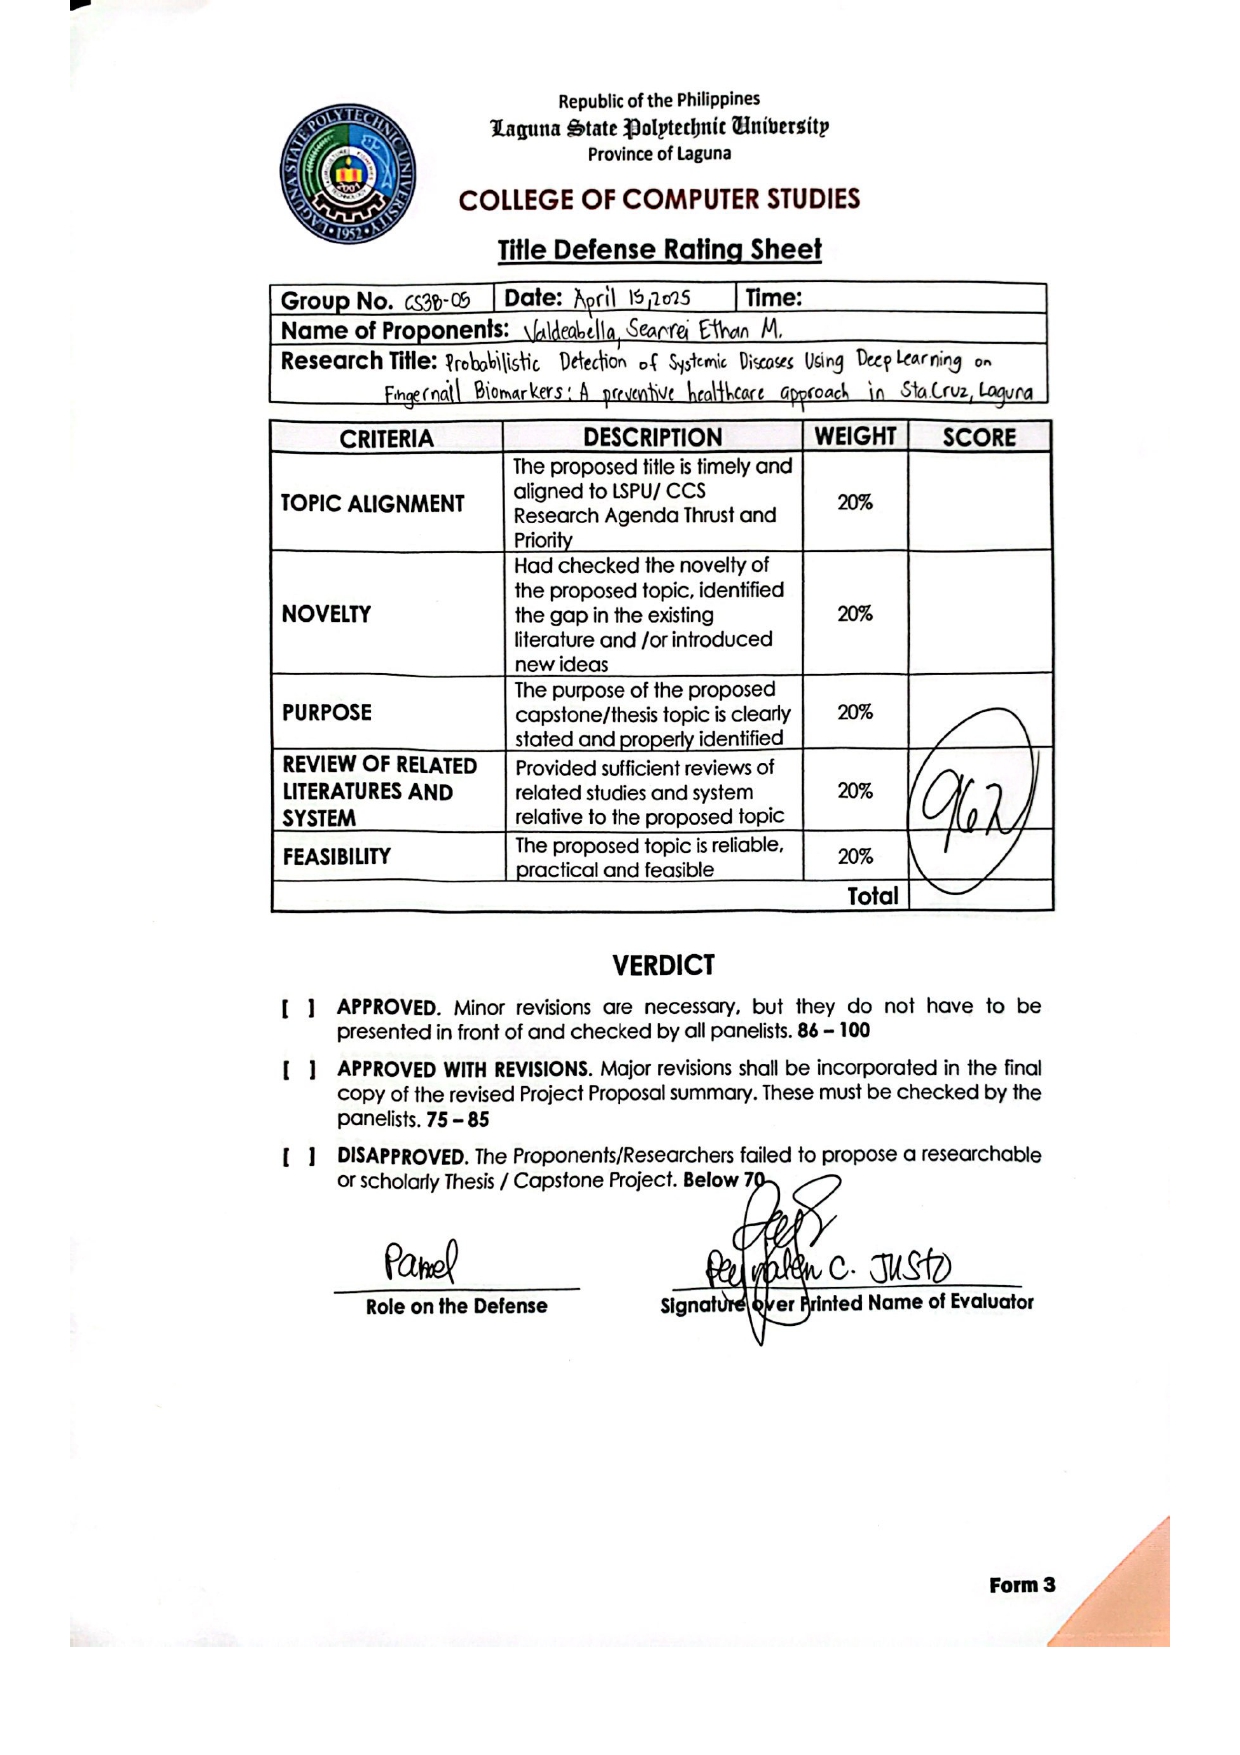 Republic of the Philippines
Laguna State Polytechnic University
Province of Laguna
COLLEGE OF COMPUTER STUDIES
Title Defense Rating Sheet
LAGUNA STATE POLYTECHNIC UNIVERSITY
2007
• 1952 •
Group No. CS3B-05 Date: April 15, 2025 Time:
Name of Proponents: Valdeabella, Searrei Ethan M.
Research Title: Probabilistic Detection of Systemic Diseases Using Deep Learning on
Fingernail Biomarkers: A preventive healthcare approach in Sta. Cruz, Laguna
CRITERIA DESCRIPTION WEIGHT SCORE
TOPIC ALIGNMENT
The proposed title is timely and
aligned to LSPU/ CCS
Research Agenda Thrust and
Priority
20%
NOVELTY
Had checked the novelty of
the proposed topic, identified
the gap in the existing
literature and /or introduced
new ideas
20%
PURPOSE
The purpose of the proposed
capstone/thesis topic is clearly
stated and properly identified
20%
REVIEW OF RELATED
LITERATURES AND
SYSTEM
Provided sufficient reviews of
related studies and system
relative to the proposed topic
20%
962
FEASIBILITY
The proposed topic is reliable,
practical and feasible
20%
Total
VERDICT
[ ] APPROVED. Minor revisions are necessary, but they do not have to be
presented in front of and checked by all panelists. 86 – 100
[ ] APPROVED WITH REVISIONS. Major revisions shall be incorporated in the final
copy of the revised Project Proposal summary. These must be checked by the
panelists. 75 – 85
[ ] DISAPPROVED. The Proponents/Researchers failed to propose a researchable
or scholarly Thesis / Capstone Project. Below 70
Panel
C. JUSTO
Role on the Defense
Signature over Printed Name of Evaluator
Form 3